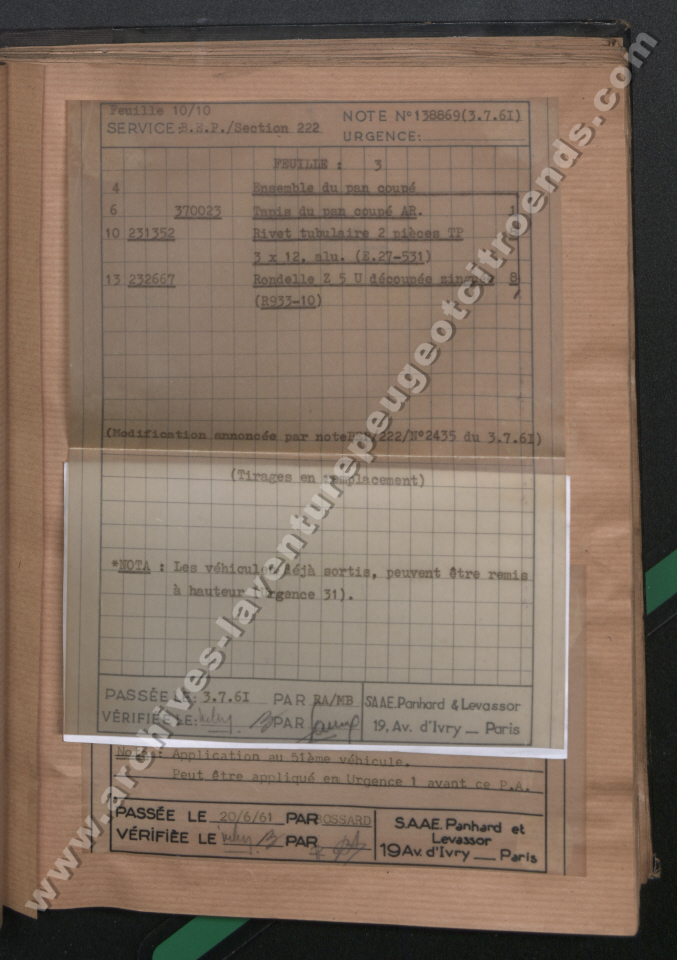 Feuille 10/10
SERVICE: B.E.P./Section 222
NOTE N° 138869(3.7.61)
URGENCE:
FEUILLE : 3
4 Ensemble du pan coupé
6 370023 Tapis du pan coupé AR. 1
10 231352 Rivet tubulaire 2 pièces TP
3 x 12, alu. (E.27-531)
13 232667 Rondelle Z 5 U découpée 8
(R933-10)
(Modification annoncée par note /222/N°2435 du 3.7.61)
(Tirages en remplacement)
*NOTA : Les véhicules déjà sortis, peuvent être remis
à hauteur (Urgance 31).
PASSÉE LE: 3.7.61 PAR RA/MB
VÉRIFIÉE LE: PAR
S.A.A.E. Panhard & Levassor
19, Av. d'Ivry — Paris
Nota : Application au 51ème véhicule.
Peut être appliqué en Urgence 1 avant ce P.A.
PASSÉE LE 20/6/61 PAR BOSSARD
VÉRIFIÈE LE PAR
S.A.A.E. Panhard et
Levassor
19 Av. d'Ivry — Paris
www.archives-laventurepeugeotcitroends.com